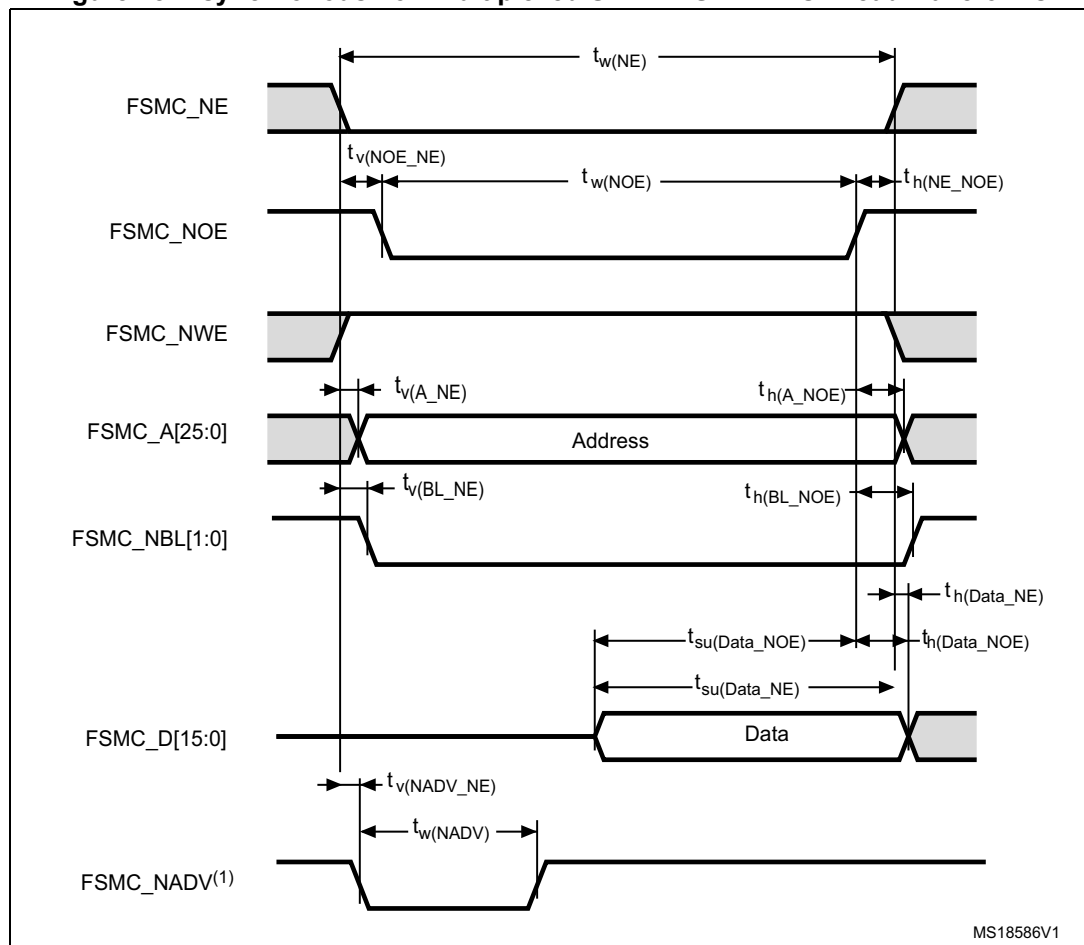 tw(NE)
FSMC_NE
tv(NOE_NE)
tw(NOE)
th(NE_NOE)
FSMC_NOE
FSMC_NWE
tv(A_NE)
th(A_NOE)
FSMC_A[25:0]
Address
tv(BL_NE)
th(BL_NOE)
FSMC_NBL[1:0]
th(Data_NE)
tsu(Data_NOE)
th(Data_NOE)
tsu(Data_NE)
FSMC_D[15:0]
Data
tv(NADV_NE)
tw(NADV)
FSMC_NADV(1)
MS18586V1